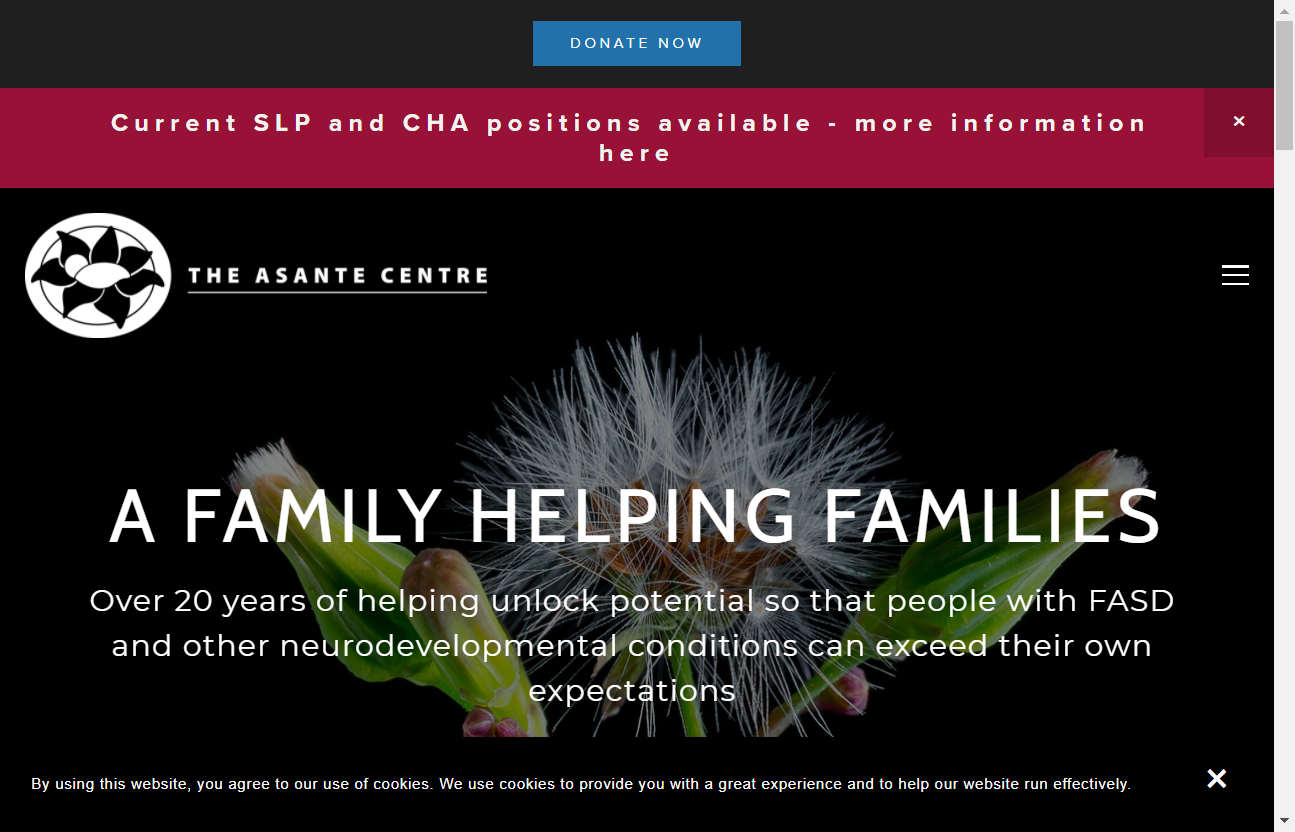 DONATE NOW
Current SLP and CHA positions available - more information
here
THE ASANTE CENTRE
A FAMILY HELPING FAMILIES
Over 20 years of helping unlock potential so that people with FASD
and other neurodevelopmental conditions can exceed their own
expectations
By using this website, you agree to our use of cookies. We use cookies to provide you with a great experience and to help our website run effectively.